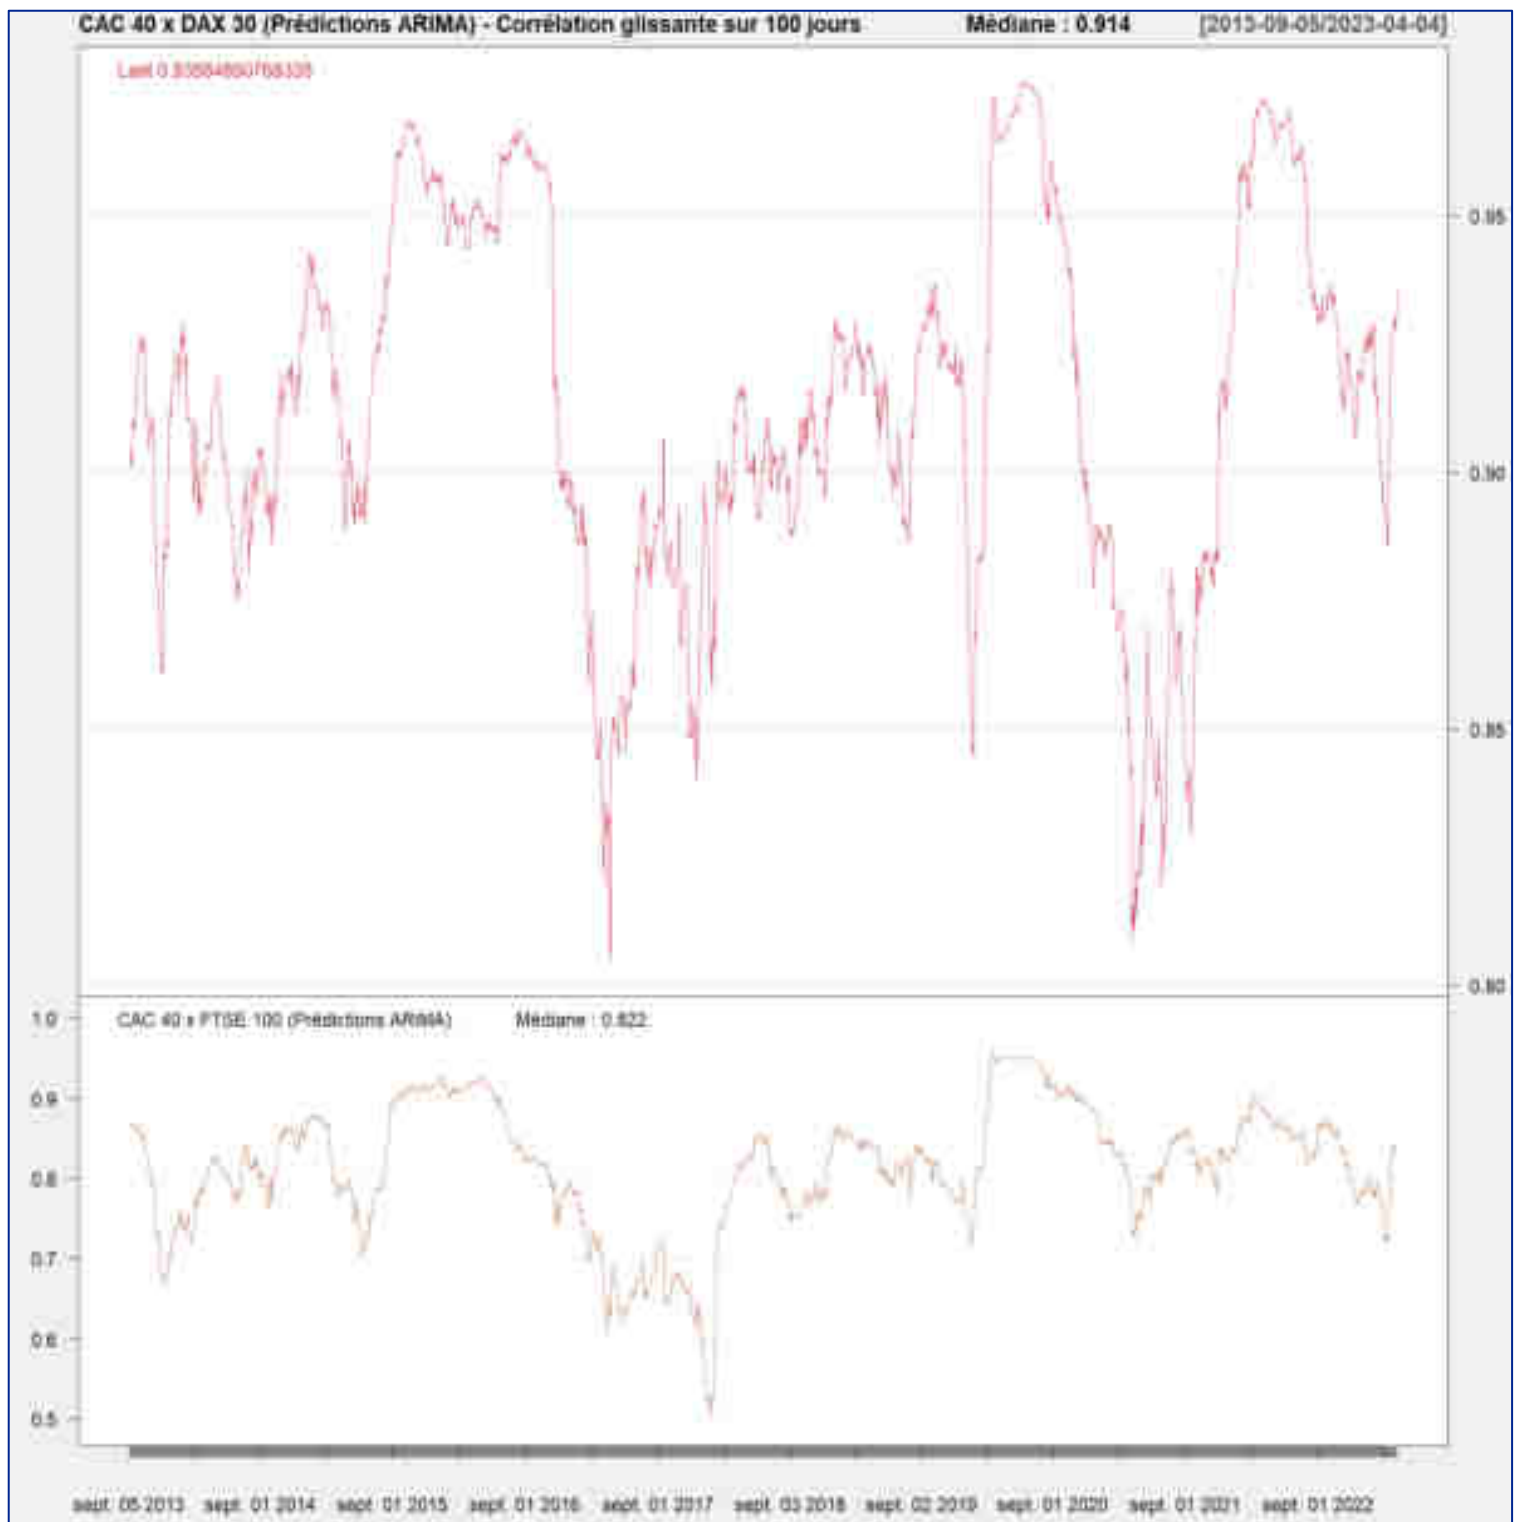 CAC 40 x DAX 30 (Prédictions ARIMA) - Corrélation glissante sur 100 jours Médiane : 0.914 [2013-09-05/2023-04-04]
Last
0.95
0.90
0.85
0.80
CAC 40 x FTSE 100 (Prédictions ARIMA) Médiane : 0.822
1.0
0.9
0.8
0.7
0.6
0.5
sept. 05 2013 sept. 01 2014 sept. 01 2015 sept. 01 2016 sept. 01 2017 sept. 03 2018 sept. 02 2019 sept. 01 2020 sept. 01 2021 sept. 01 2022